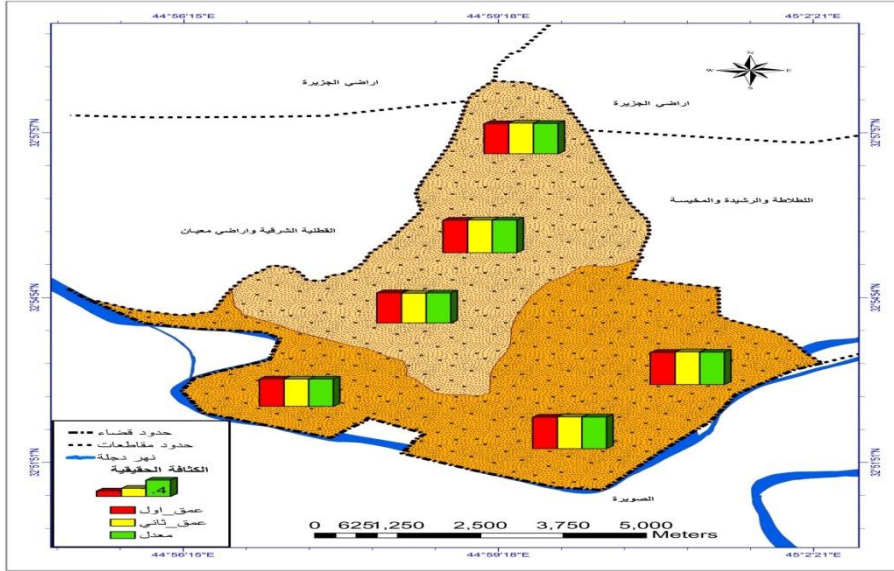 44°56'15"E 44°59'18"E 45°2'21"E
N
W E
S
اراضي الجزيرة
اراضي الجزيرة
32°57'57"N 32°57'57"N
اللطلاطة والرشيدة والمخيسة
القطنية الشرقية واراضي معيان
32°54'54"N 32°54'54"N
حدود قضاء
حدود مقاطعات
نهر دجلة
الكثافة الحقيقية
.4
عمق_اول
عمق_ثاني
معدل
32°51'51"N 32°51'51"N
الصويرة
0 6251,250 2,500 3,750 5,000
Meters
44°56'15"E 44°59'18"E 45°2'21"E